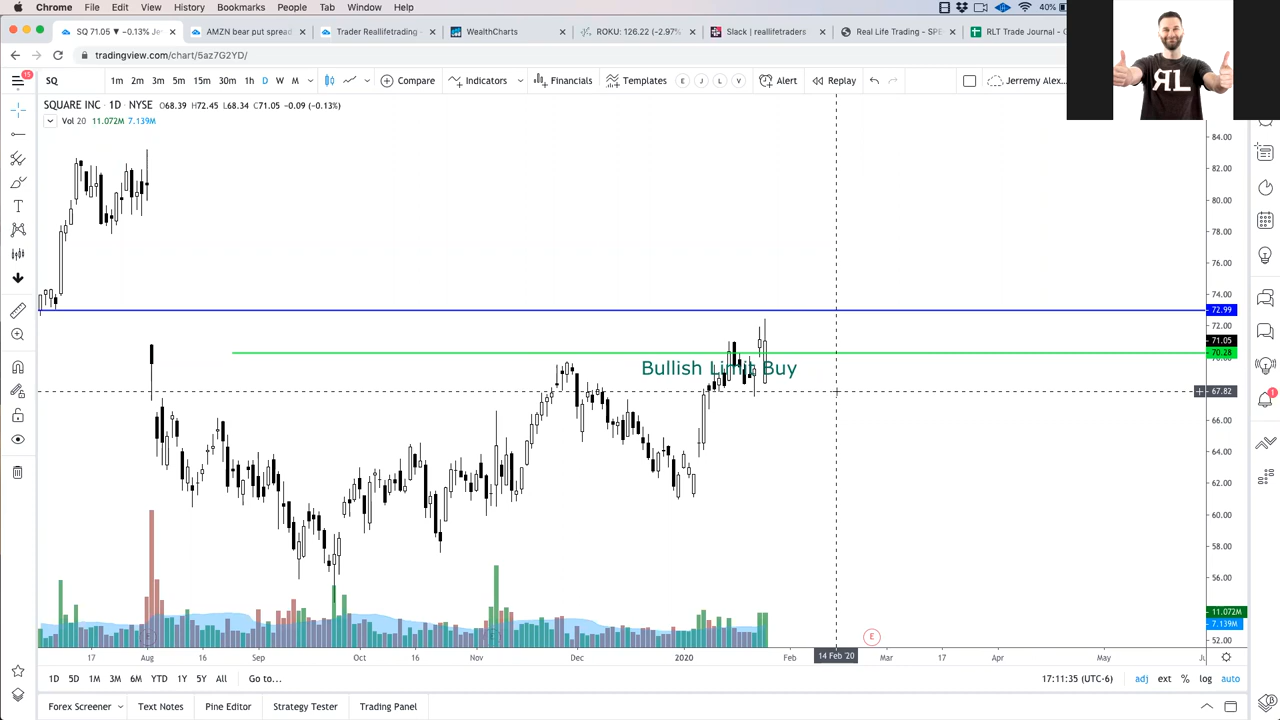 Chrome File Edit View History Bookmarks People Tab Window Help 40%
SQ 71.05 ▼ −0.13% Je
AMZN bear put spread
Trader Reallifetrading -
WealthCharts
ROKU: 126.22 (−2.97%
Slack | reallifetraders
Real Life Trading - SPE
RLT Trade Journal - G
tradingview.com/chart/5az7G2YD/
15
SQ 1m 2m 3m 5m 15m 30m 1h D W M Compare Indicators Financials Templates E J L V Alert Replay Jerremy Alex...
RL
SQUARE INC · 1D · NYSE O68.39 H72.45 L68.34 C71.05 −0.09 (−0.13%)
Vol 20 11.072M 7.139M
84.00
82.00
80.00
78.00
76.00
74.00
72.99
72.00
71.05
70.28
70.00
Bullish Limit Buy
67.82
1
66.00
64.00
62.00
60.00
58.00
56.00
11.072M
7.139M
52.00
E E E
17 Aug 16 Sep Oct 16 Nov Dec 2020 Feb 14 Feb '20 Mar 17 Apr May
1D 5D 1M 3M 6M YTD 1Y 5Y All Go to... 17:11:35 (UTC-6) adj ext % log auto
Forex Screener Text Notes Pine Editor Strategy Tester Trading Panel